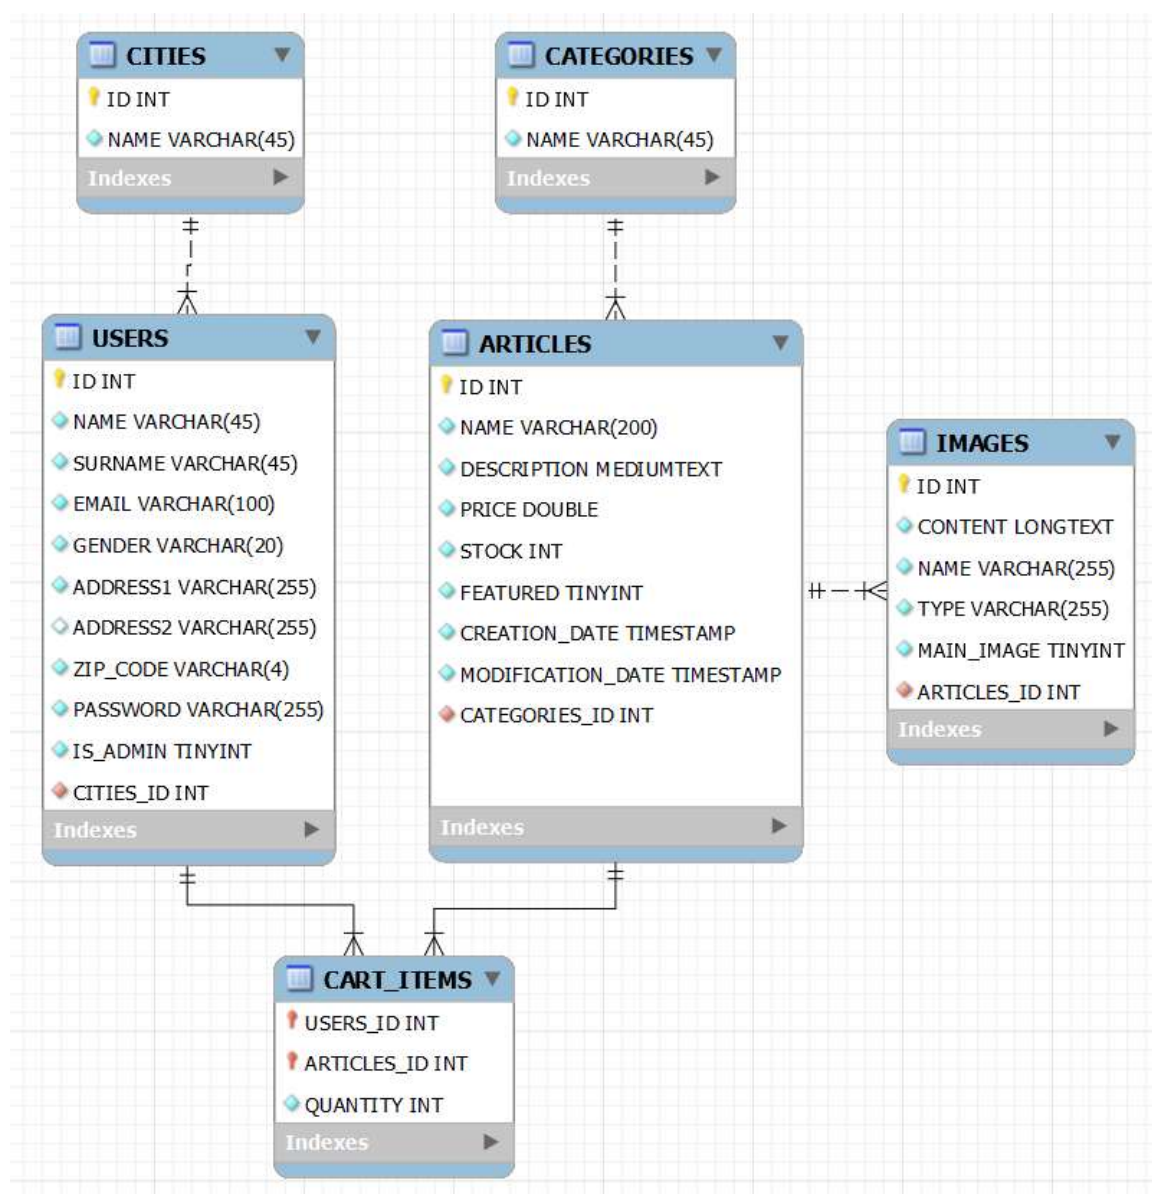 CITIES
ID INT
NAME VARCHAR(45)
Indexes
CATEGORIES
ID INT
NAME VARCHAR(45)
Indexes
USERS
ID INT
NAME VARCHAR(45)
SURNAME VARCHAR(45)
EMAIL VARCHAR(100)
GENDER VARCHAR(20)
ADDRESS1 VARCHAR(255)
ADDRESS2 VARCHAR(255)
ZIP_CODE VARCHAR(4)
PASSWORD VARCHAR(255)
IS_ADMIN TINYINT
CITIES_ID INT
Indexes
ARTICLES
ID INT
NAME VARCHAR(200)
DESCRIPTION MEDIUMTEXT
PRICE DOUBLE
STOCK INT
FEATURED TINYINT
CREATION_DATE TIMESTAMP
MODIFICATION_DATE TIMESTAMP
CATEGORIES_ID INT
Indexes
IMAGES
ID INT
CONTENT LONGTEXT
NAME VARCHAR(255)
TYPE VARCHAR(255)
MAIN_IMAGE TINYINT
ARTICLES_ID INT
Indexes
CART_ITEMS
USERS_ID INT
ARTICLES_ID INT
QUANTITY INT
Indexes